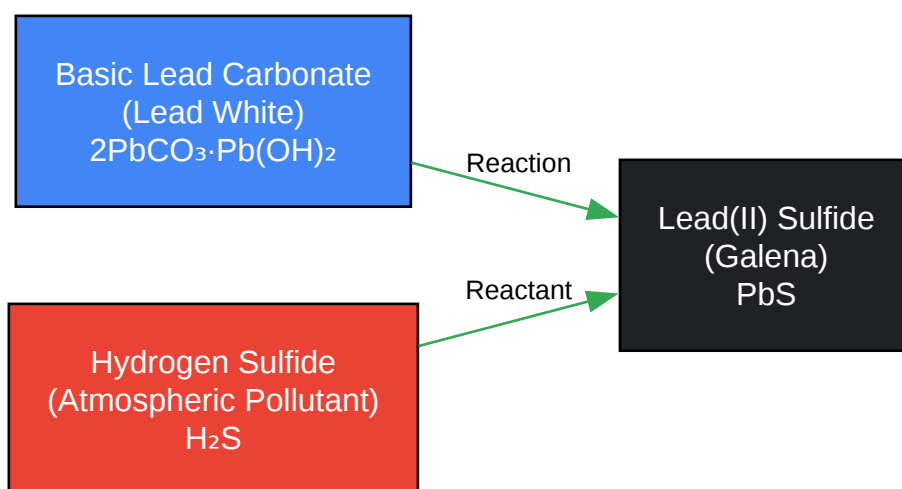 Basic Lead Carbonate
(Lead White)
2PbCO₃·Pb(OH)₂
Reaction
Lead(II) Sulfide
(Galena)
PbS
Reactant
Hydrogen Sulfide
(Atmospheric Pollutant)
H₂S